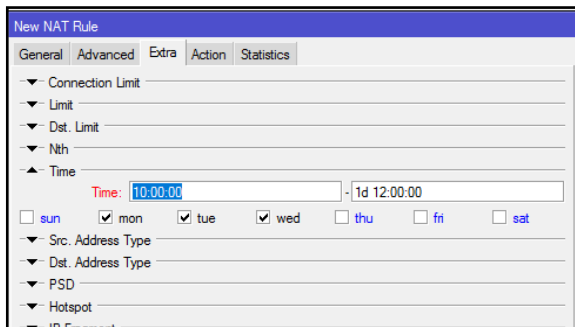 New NAT Rule
General Advanced Extra Action Statistics
Connection Limit
Limit
Dst. Limit
Nth
Time
Time: 10:00:00 - 1d 12:00:00
sun mon tue wed thu fri sat
Src. Address Type
Dst. Address Type
PSD
Hotspot